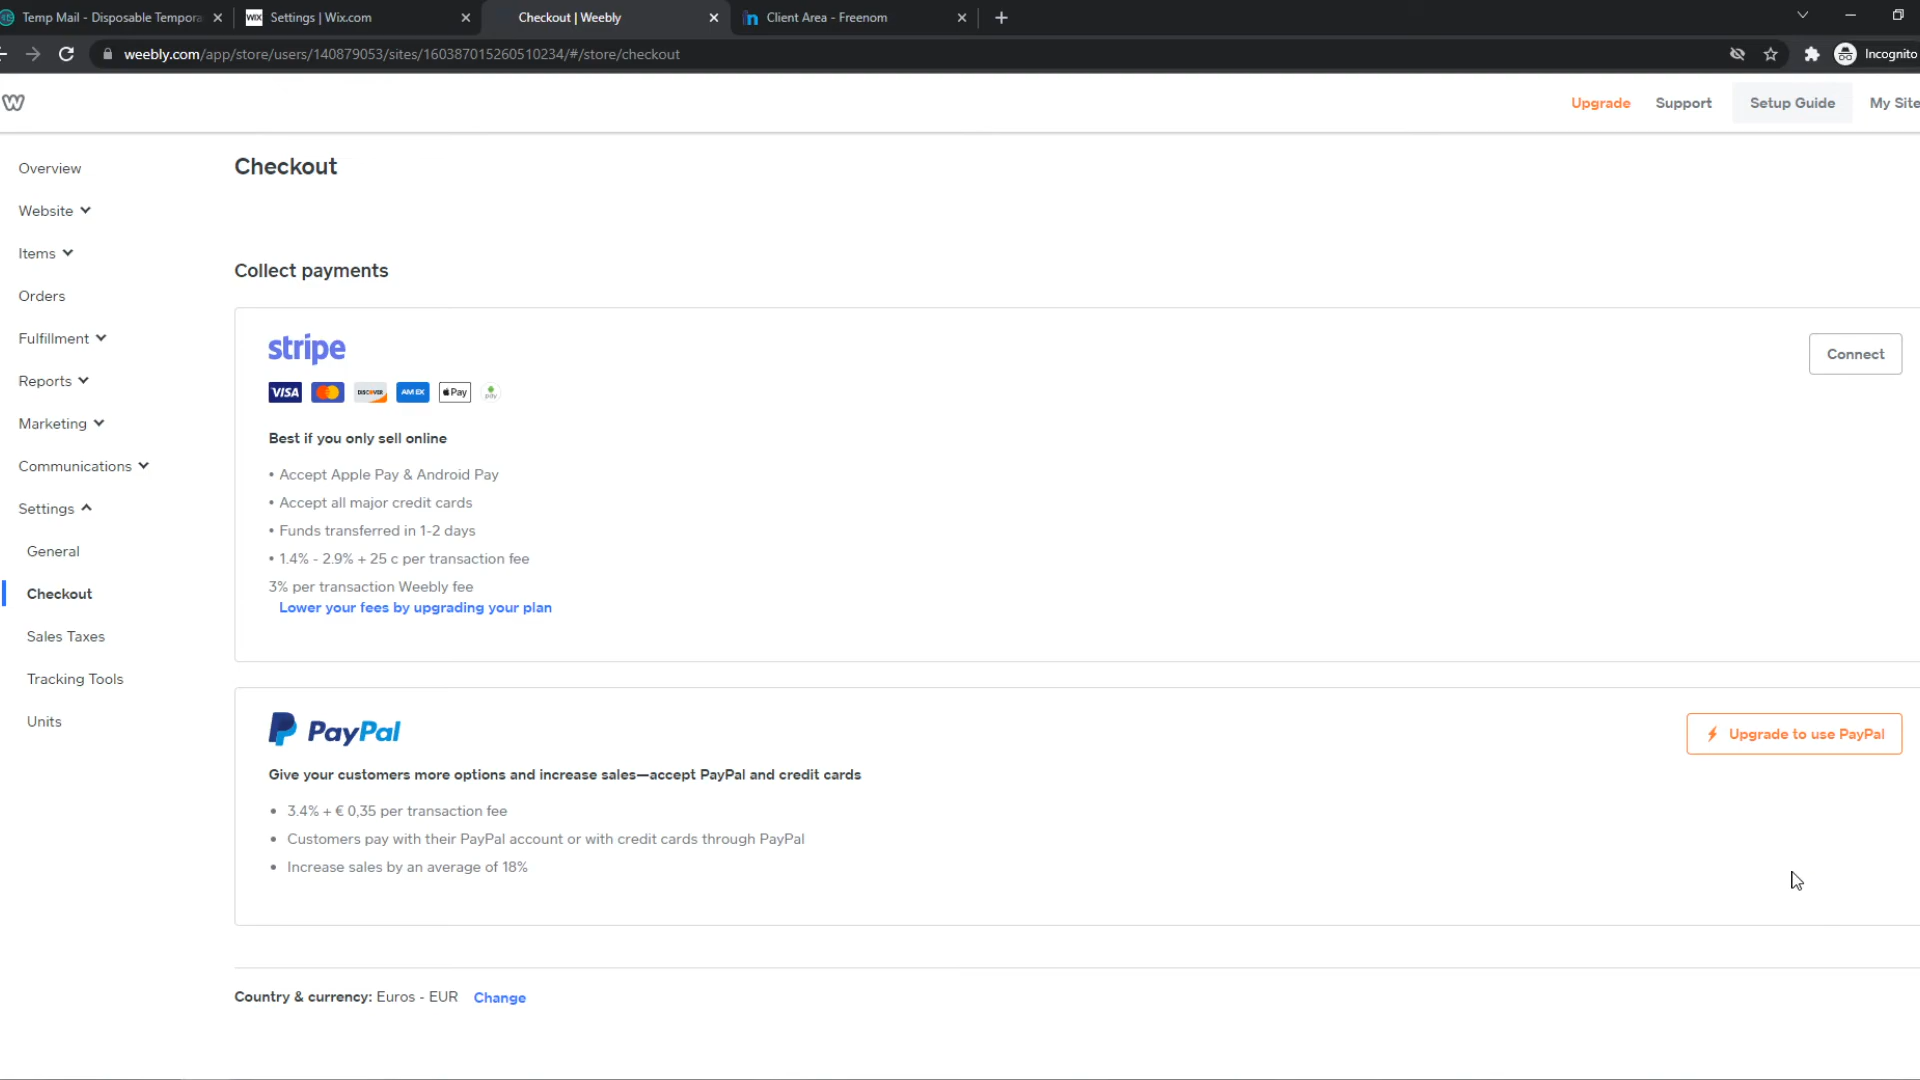 Temp Mail - Disposable Tempora
WIX Settings | Wix.com
Checkout | Weebly
in Client Area - Freenom
weebly.com/app/store/users/140879053/sites/160387015260510234/#/store/checkout
Incognito
Upgrade
Support
Setup Guide
My Site
Overview
Website
Items
Orders
Fulfillment
Reports
Marketing
Communications
Settings
General
Checkout
Sales Taxes
Tracking Tools
Units
Checkout
Collect payments
stripe
Connect
VISA
DISCOVER
AM EX
Pay
pay
Best if you only sell online
• Accept Apple Pay & Android Pay
• Accept all major credit cards
• Funds transferred in 1-2 days
• 1.4% - 2.9% + 25 c per transaction fee
3% per transaction Weebly fee
Lower your fees by upgrading your plan
PayPal
Upgrade to use PayPal
Give your customers more options and increase sales—accept PayPal and credit cards
• 3.4% + € 0,35 per transaction fee
• Customers pay with their PayPal account or with credit cards through PayPal
• Increase sales by an average of 18%
Country & currency: Euros - EUR Change